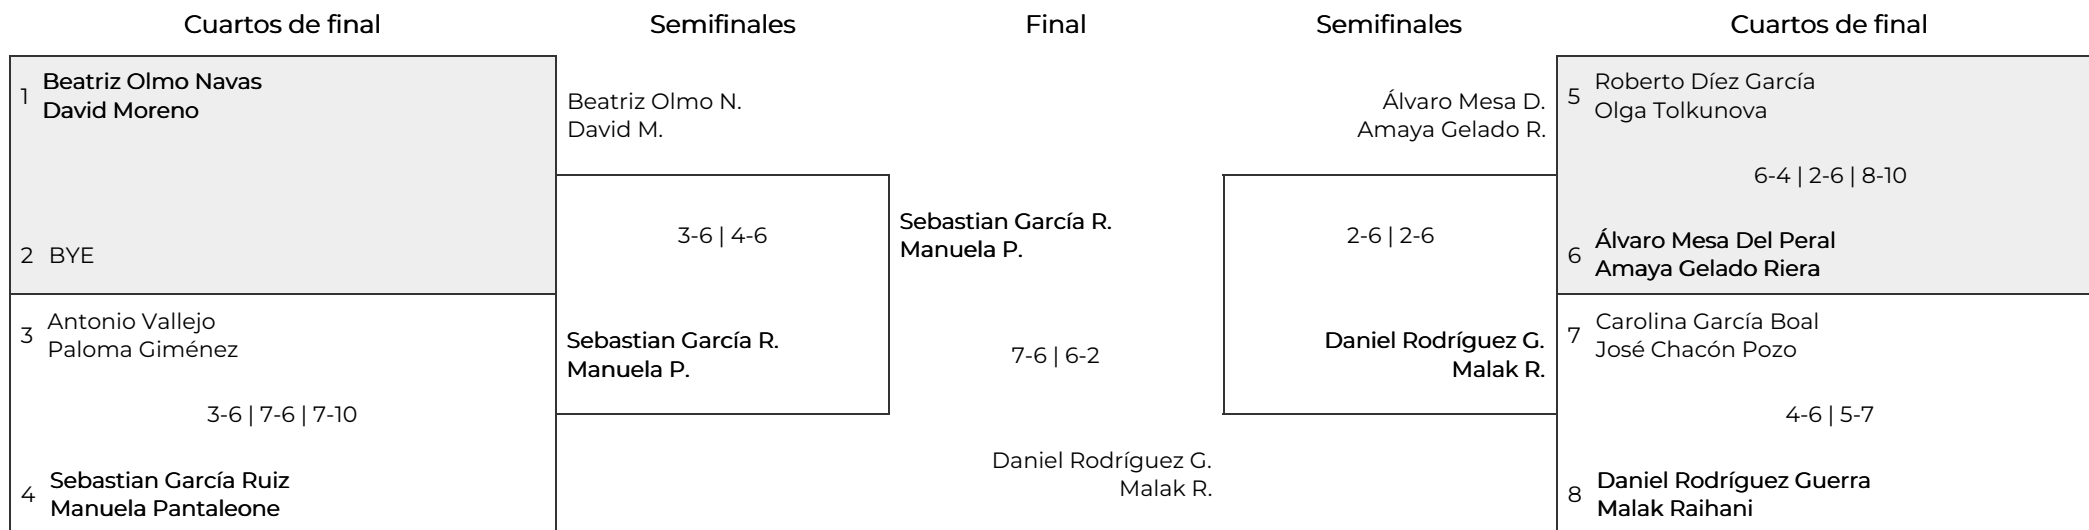 Cuartos de final
Semifinales
Final
Semifinales
Cuartos de final
1
Beatriz Olmo Navas
David Moreno
2 BYE
3
Antonio Vallejo
Paloma Giménez
3-6 | 7-6 | 7-10
4
Sebastian García Ruiz
Manuela Pantaleone
Beatriz Olmo N.
David M.
3-6 | 4-6
Sebastian García R.
Manuela P.
Sebastian García R.
Manuela P.
7-6 | 6-2
Daniel Rodríguez G.
Malak R.
Álvaro Mesa D.
Amaya Gelado R.
2-6 | 2-6
Daniel Rodríguez G.
Malak R.
5
Roberto Díez García
Olga Tolkunova
6-4 | 2-6 | 8-10
6
Álvaro Mesa Del Peral
Amaya Gelado Riera
7
Carolina García Boal
José Chacón Pozo
4-6 | 5-7
8
Daniel Rodríguez Guerra
Malak Raihani